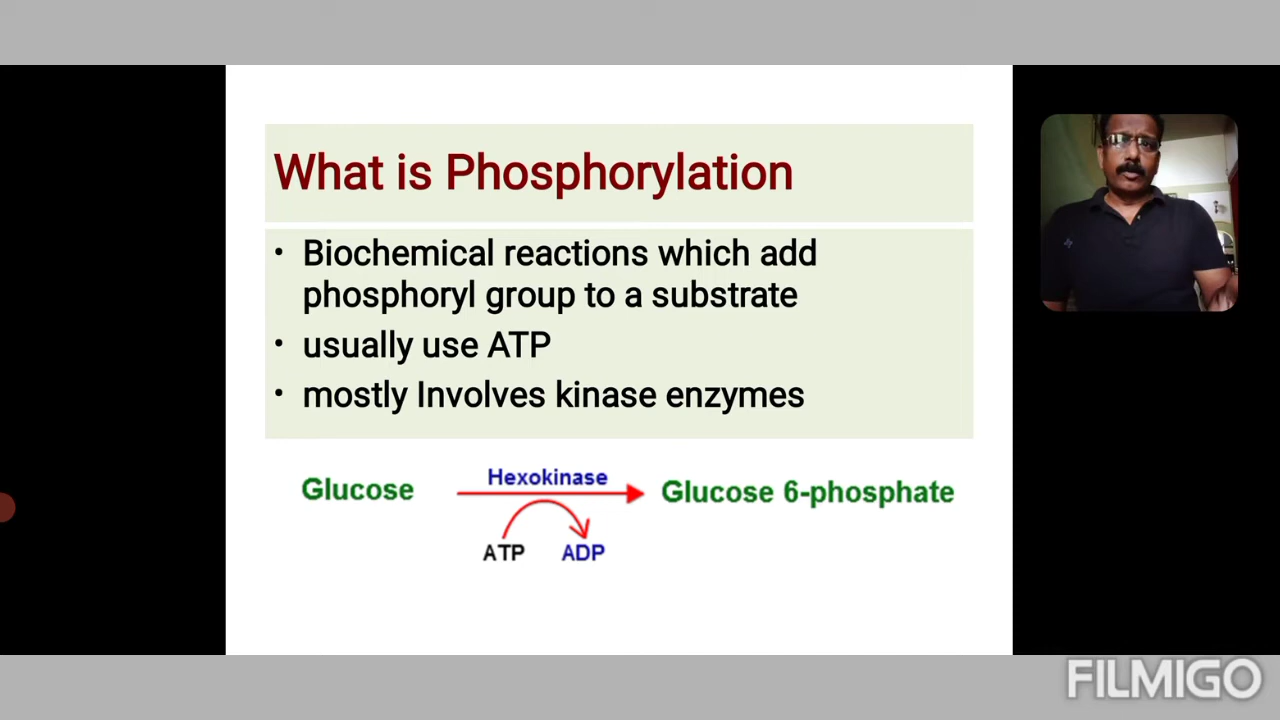 What is Phosphorylation
• Biochemical reactions which add
phosphoryl group to a substrate
• usually use ATP
• mostly Involves kinase enzymes
Glucose Hexokinase Glucose 6-phosphate
ATP ADP
FILMIGO